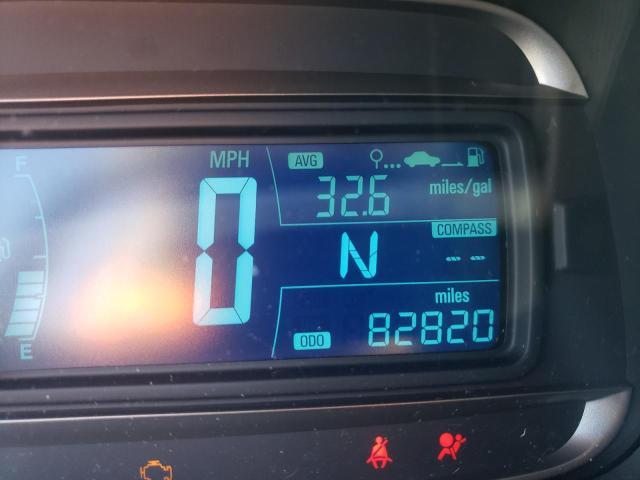 F
MPH
AVG
32.6 miles/gal
0
COMPASS
N --
miles
ODO 82820
E